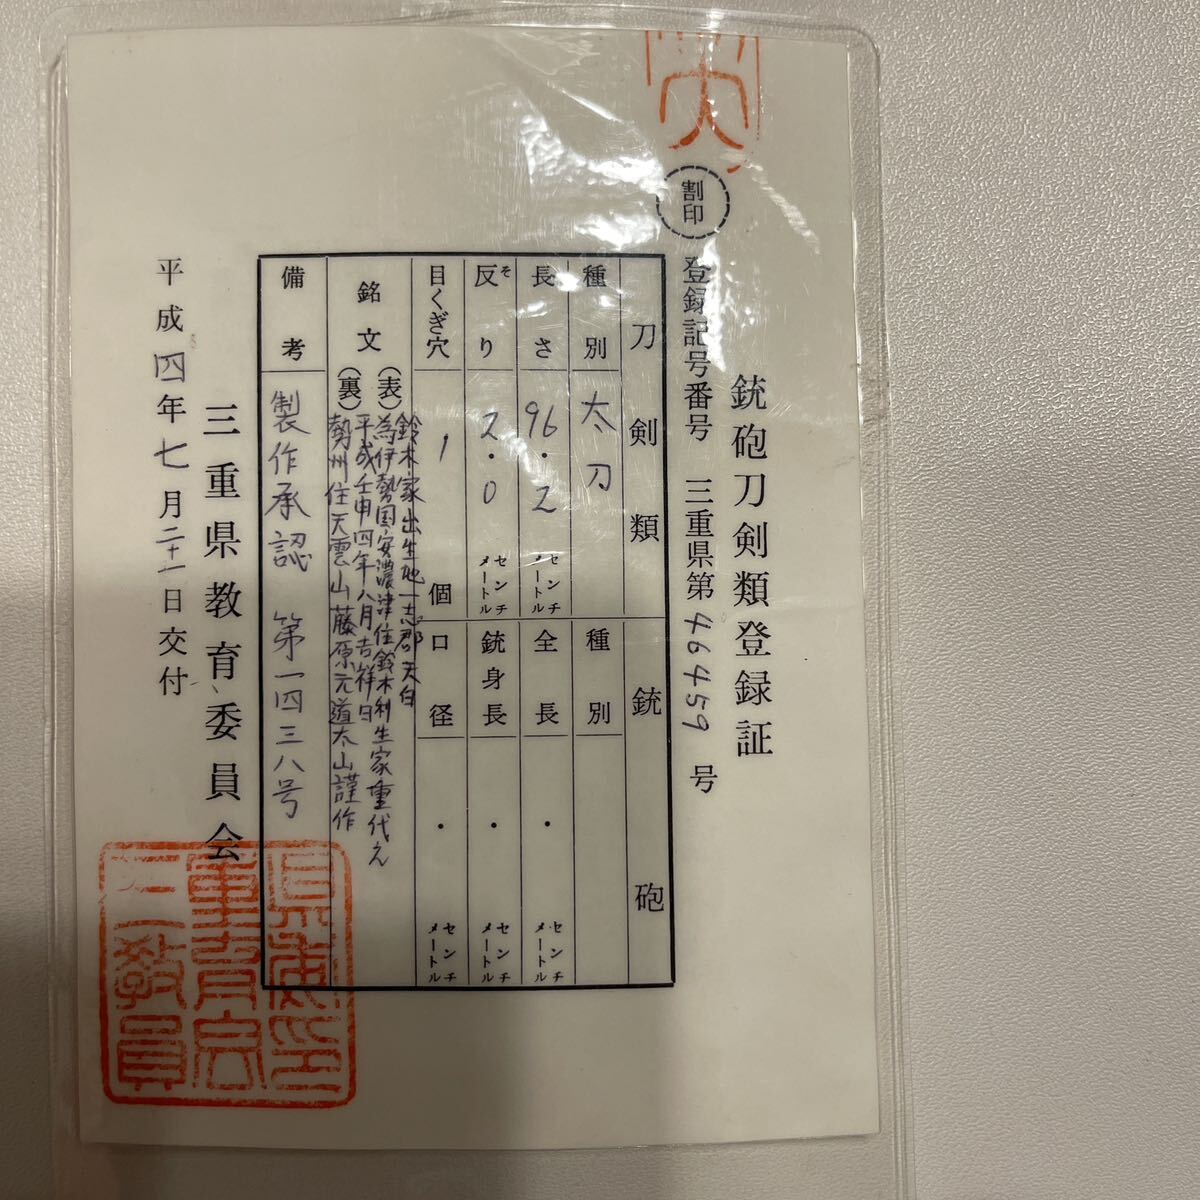 割印
銃砲刀剣類登録証
登録記号番号 三重県第46459号
刀剣類
銃砲
種別 太刀
種別
長さ 96.2 センチメートル
全長 . センチメートル
反り そ 2.0 センチメートル
銃身長 . センチメートル
目くぎ穴 1 個
口径 . センチメートル
銘文
(表)
鈴木家出生地一志郡天白
為伊勢国安濃津住鈴木利生家重代え
(裏)
平成壬申四年八月吉祥日
勢州住天雲山藤原元道太山謹作
備考 製作承認 第一四三八号
三重県教育委員会
平成四年七月二十一日交付